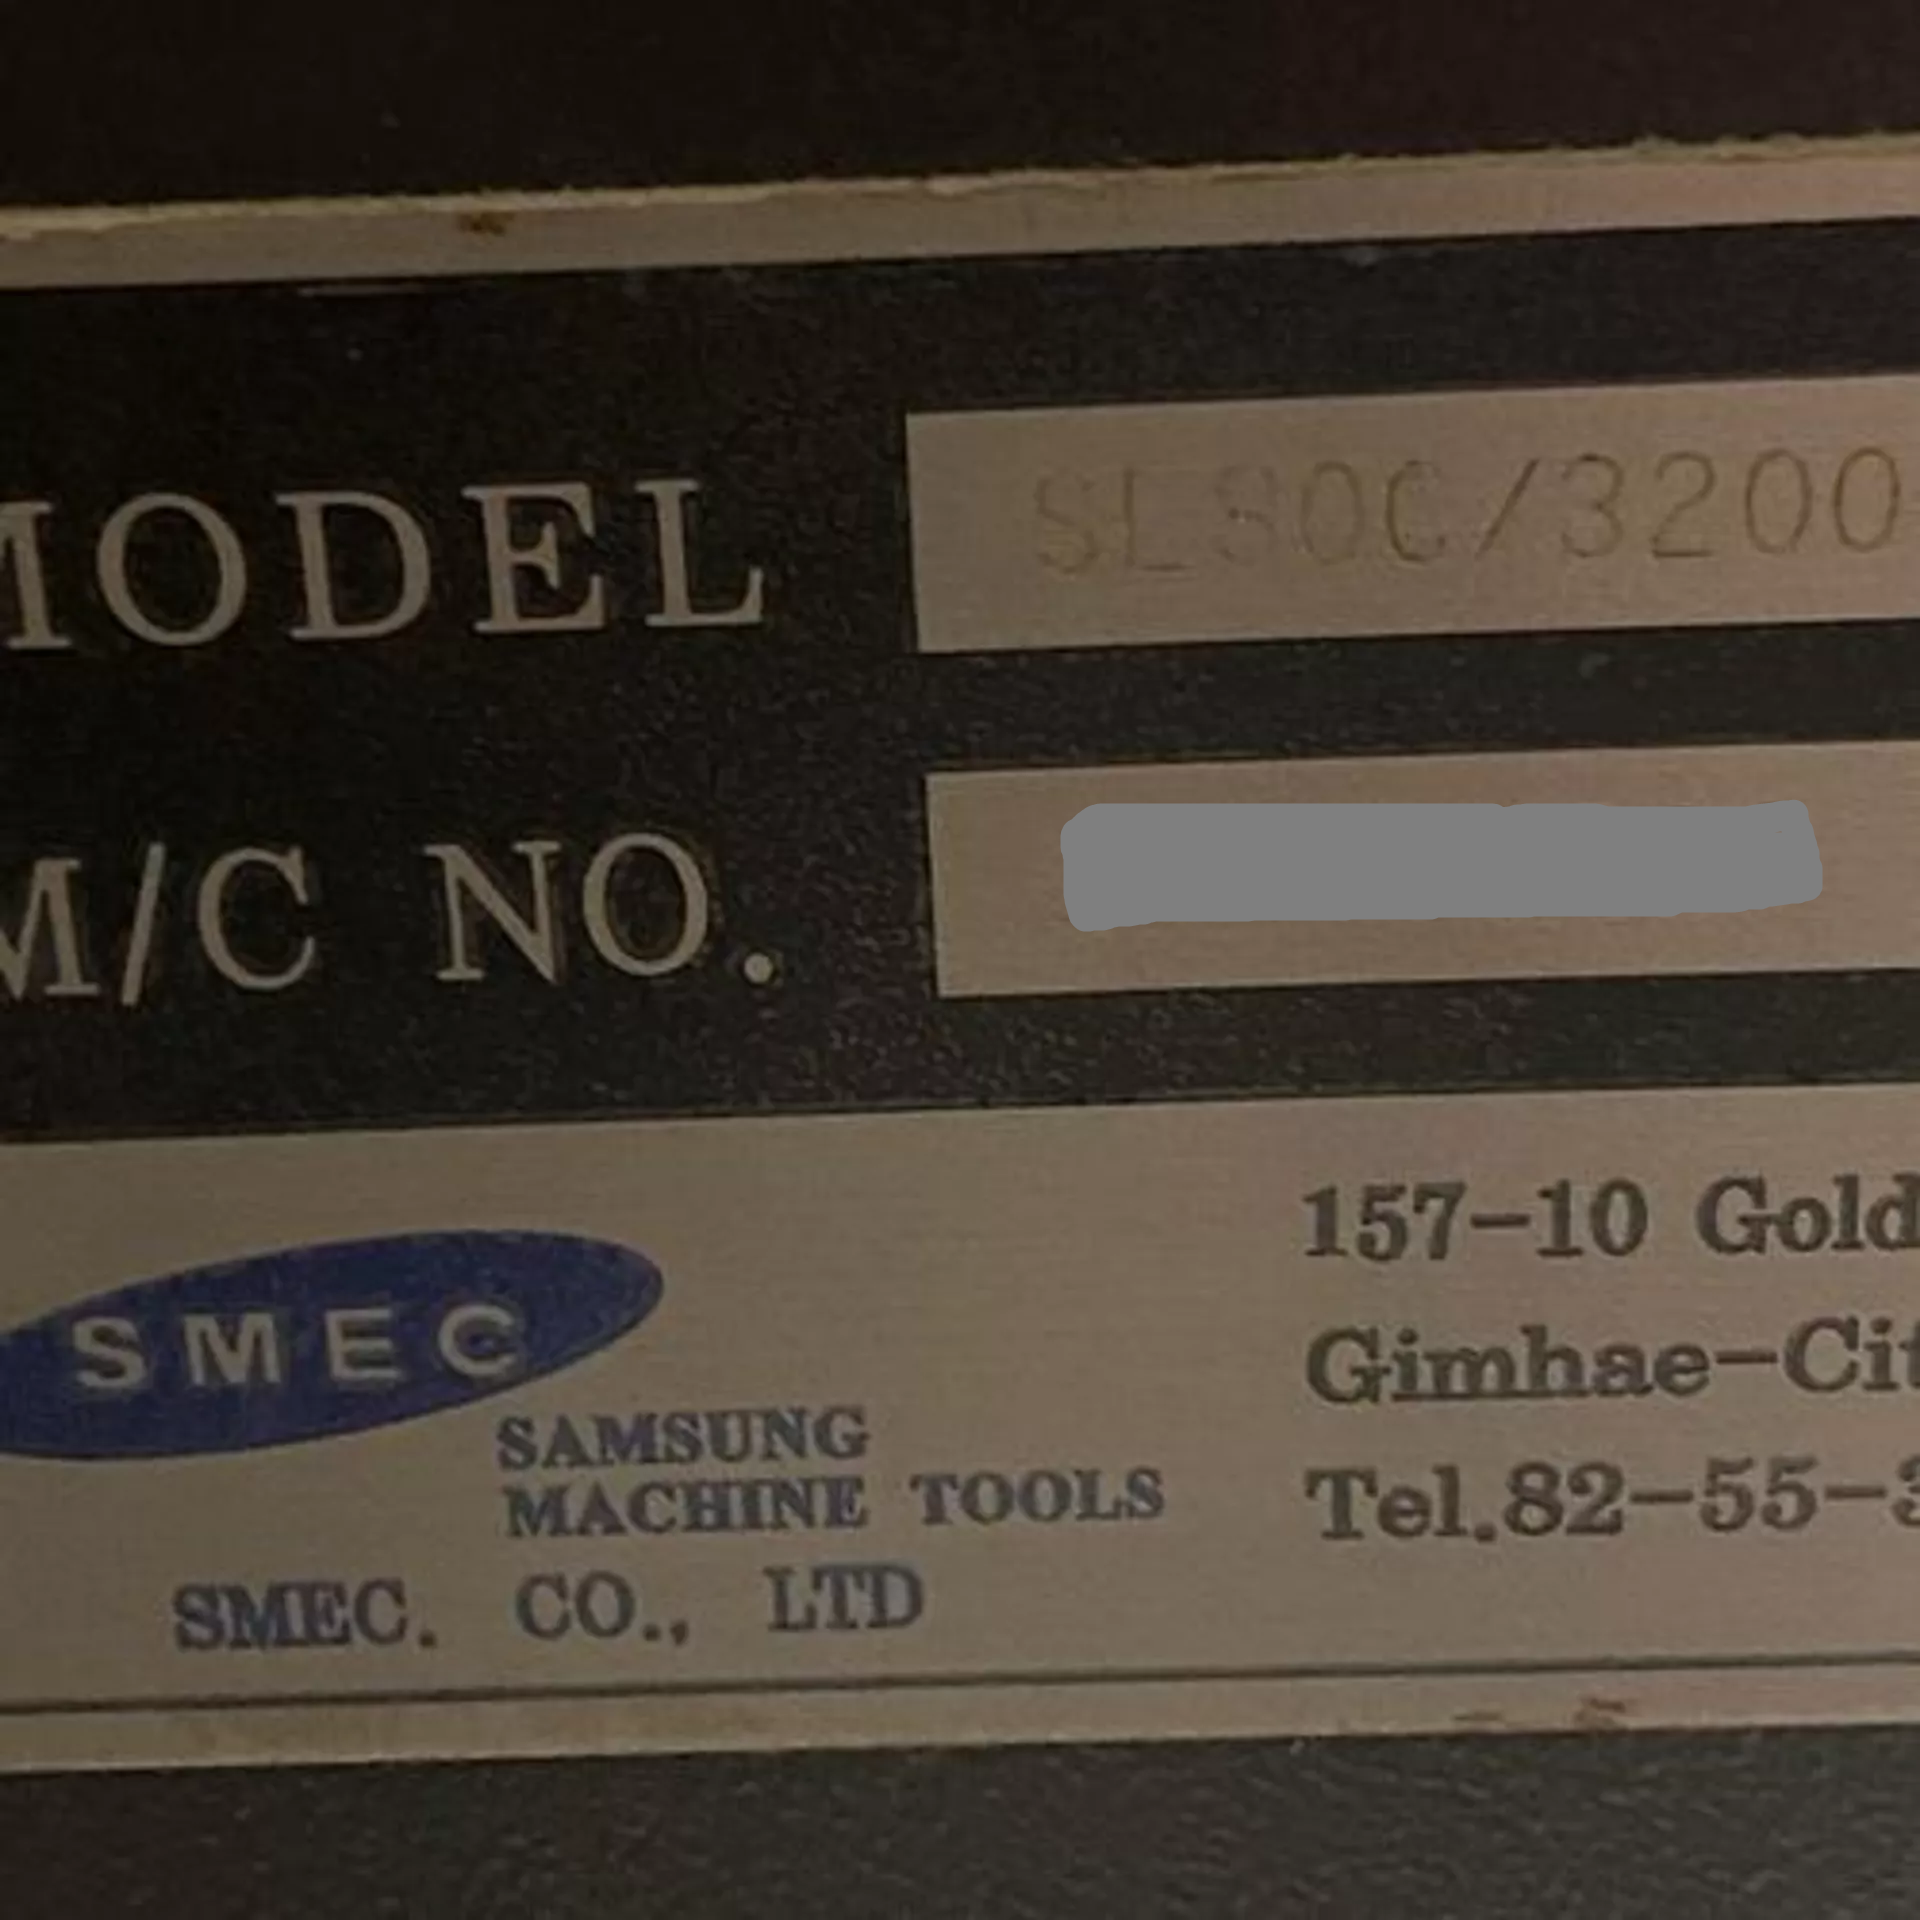 MODEL SL80C/3200
M/C NO.
SMEC
SAMSUNG
MACHINE TOOLS
SMEC. CO., LTD
157-10 Gold
Gimhae-Cit
Tel.82-55-3